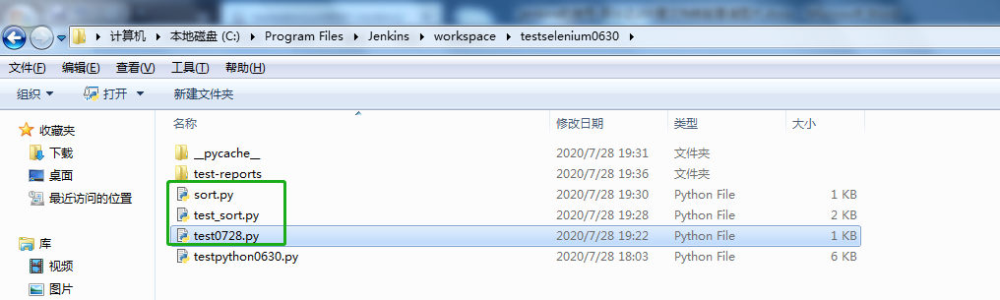 计算机 ▸ 本地磁盘 (C:) ▸ Program Files ▸ Jenkins ▸ workspace ▸ testselenium0630 ▸
文件(F) 编辑(E) 查看(V) 工具(T) 帮助(H)
组织 打开 新建文件夹
收藏夹
下载
桌面
最近访问的位置
库
视频
图片
名称 修改日期 类型 大小
__pycache__ 2020/7/28 19:31 文件夹
test-reports 2020/7/28 19:36 文件夹
sort.py 2020/7/28 19:30 Python File 1 KB
test_sort.py 2020/7/28 19:28 Python File 2 KB
test0728.py 2020/7/28 19:22 Python File 1 KB
testpython0630.py 2020/7/28 18:03 Python File 6 KB